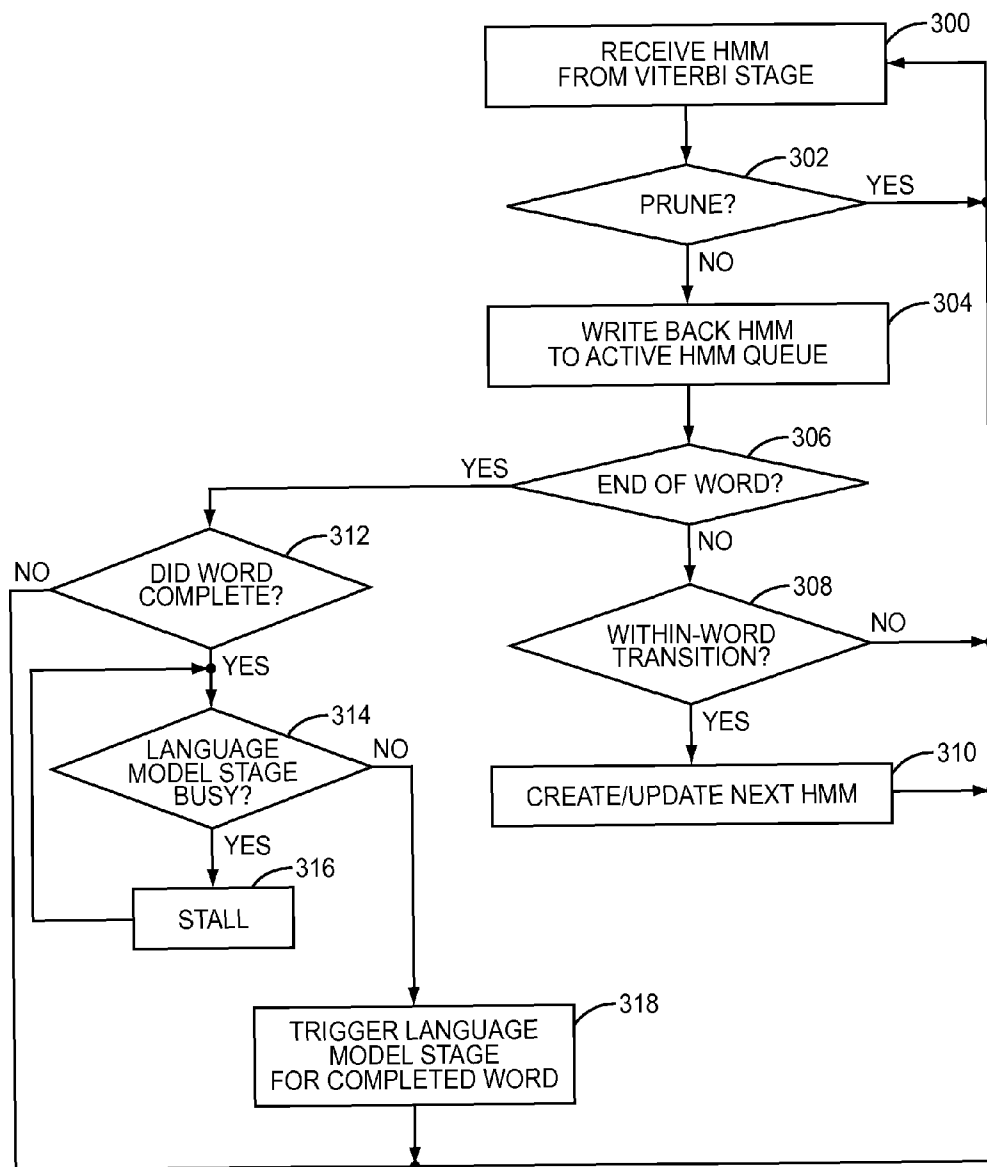 300
RECEIVE HMM
FROM VITERBI STAGE
302
PRUNE?
YES
NO
304
WRITE BACK HMM
TO ACTIVE HMM QUEUE
306
END OF WORD?
YES
NO
312
DID WORD
COMPLETE?
NO
YES
308
WITHIN-WORD
TRANSITION?
NO
YES
314
LANGUAGE
MODEL STAGE
BUSY?
NO
YES
310
CREATE/UPDATE NEXT HMM
316
STALL
318
TRIGGER LANGUAGE
MODEL STAGE
FOR COMPLETED WORD